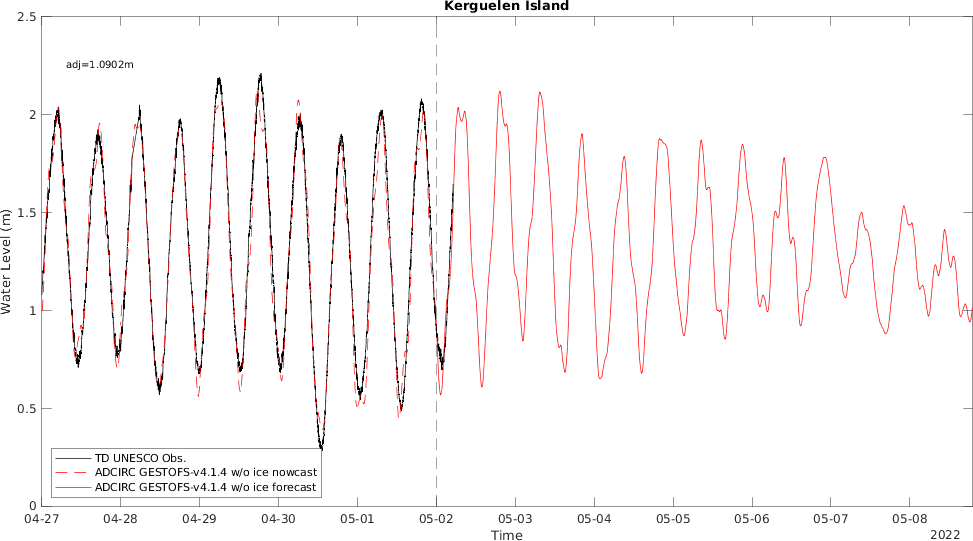 Kerguelen Island
2.5
adj=1.0902m
2
1.5
Water Level (m)
1
0.5
TD UNESCO Obs.
ADCIRC GESTOFS-v4.1.4 w/o ice nowcast
ADCIRC GESTOFS-v4.1.4 w/o ice forecast
0
04-27 04-28 04-29 04-30 05-01 05-02 05-03 05-04 05-05 05-06 05-07 05-08
Time
2022